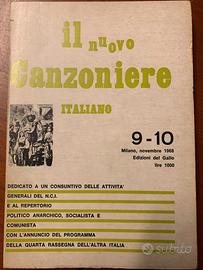 il nuovo
Canzoniere
ITALIANO
9-10
Milano, novembre 1968
Edizioni del Gallo
lire 1000
DEDICATO A UN CONSUNTIVO DELLE ATTIVITA'
GENERALI DEL N.C.I.
E AL REPERTORIO
POLITICO ANARCHICO, SOCIALISTA E
COMUNISTA
CON L'ANNUNCIO DEL PROGRAMMA
DELLA QUARTA RASSEGNA DELL'ALTRA ITALIA
subito